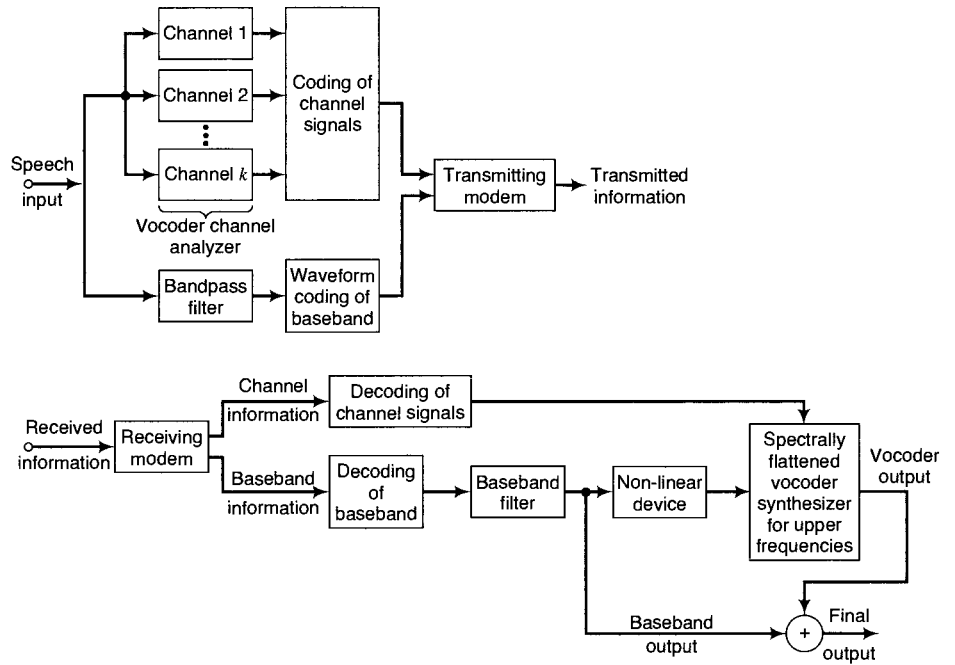 Channel 1
Channel 2
Channel k
Coding of
channel
signals
Speech
input
Vocoder channel
analyzer
Transmitting
modem
Transmitted
information
Bandpass
filter
Waveform
coding of
baseband
Received
information
Receiving
modem
Channel
information
Decoding of
channel signals
Baseband
information
Decoding
of
baseband
Baseband
filter
Non-linear
device
Spectrally
flattened
vocoder
synthesizer
for upper
frequencies
Vocoder
output
Baseband
output
+
Final
output